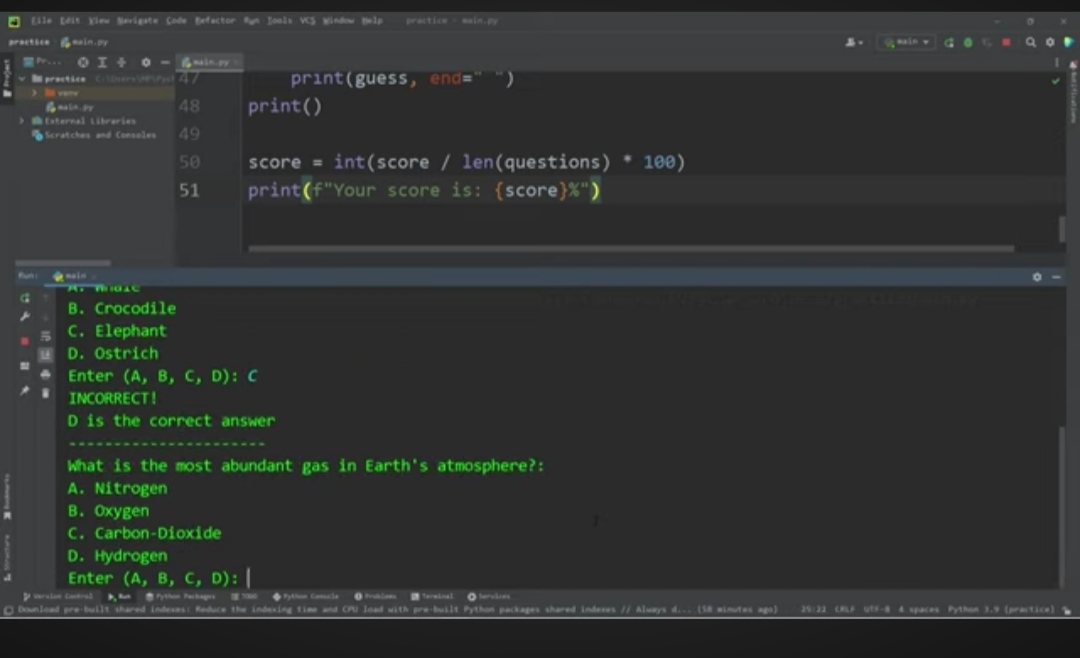 File Edit View Navigate Code Refactor Run Tools VCS Window Help practice - main.py
practice main.py
main
Project
Pr...
main.py
practice
venv
main.py
External Libraries
Scratches and Consoles
Notifications
47 print(guess, end=" ")
48 print()
49
50 score = int(score / len(questions) * 100)
51 print(f"Your score is: {score}%")
Run: main
A. Whale
B. Crocodile
C. Elephant
D. Ostrich
Enter (A, B, C, D): C
INCORRECT!
D is the correct answer
----------------------
What is the most abundant gas in Earth's atmosphere?:
A. Nitrogen
B. Oxygen
C. Carbon-Dioxide
D. Hydrogen
Enter (A, B, C, D):
Bookmarks
Structure
Version Control Run Python Packages TODO Python Console Problems Terminal Services
Download pre-built shared indexes: Reduce the indexing time and CPU load with pre-built Python packages shared indexes // Always d... (58 minutes ago) 25:22 CRLF UTF-8 4 spaces Python 3.9 (practice)